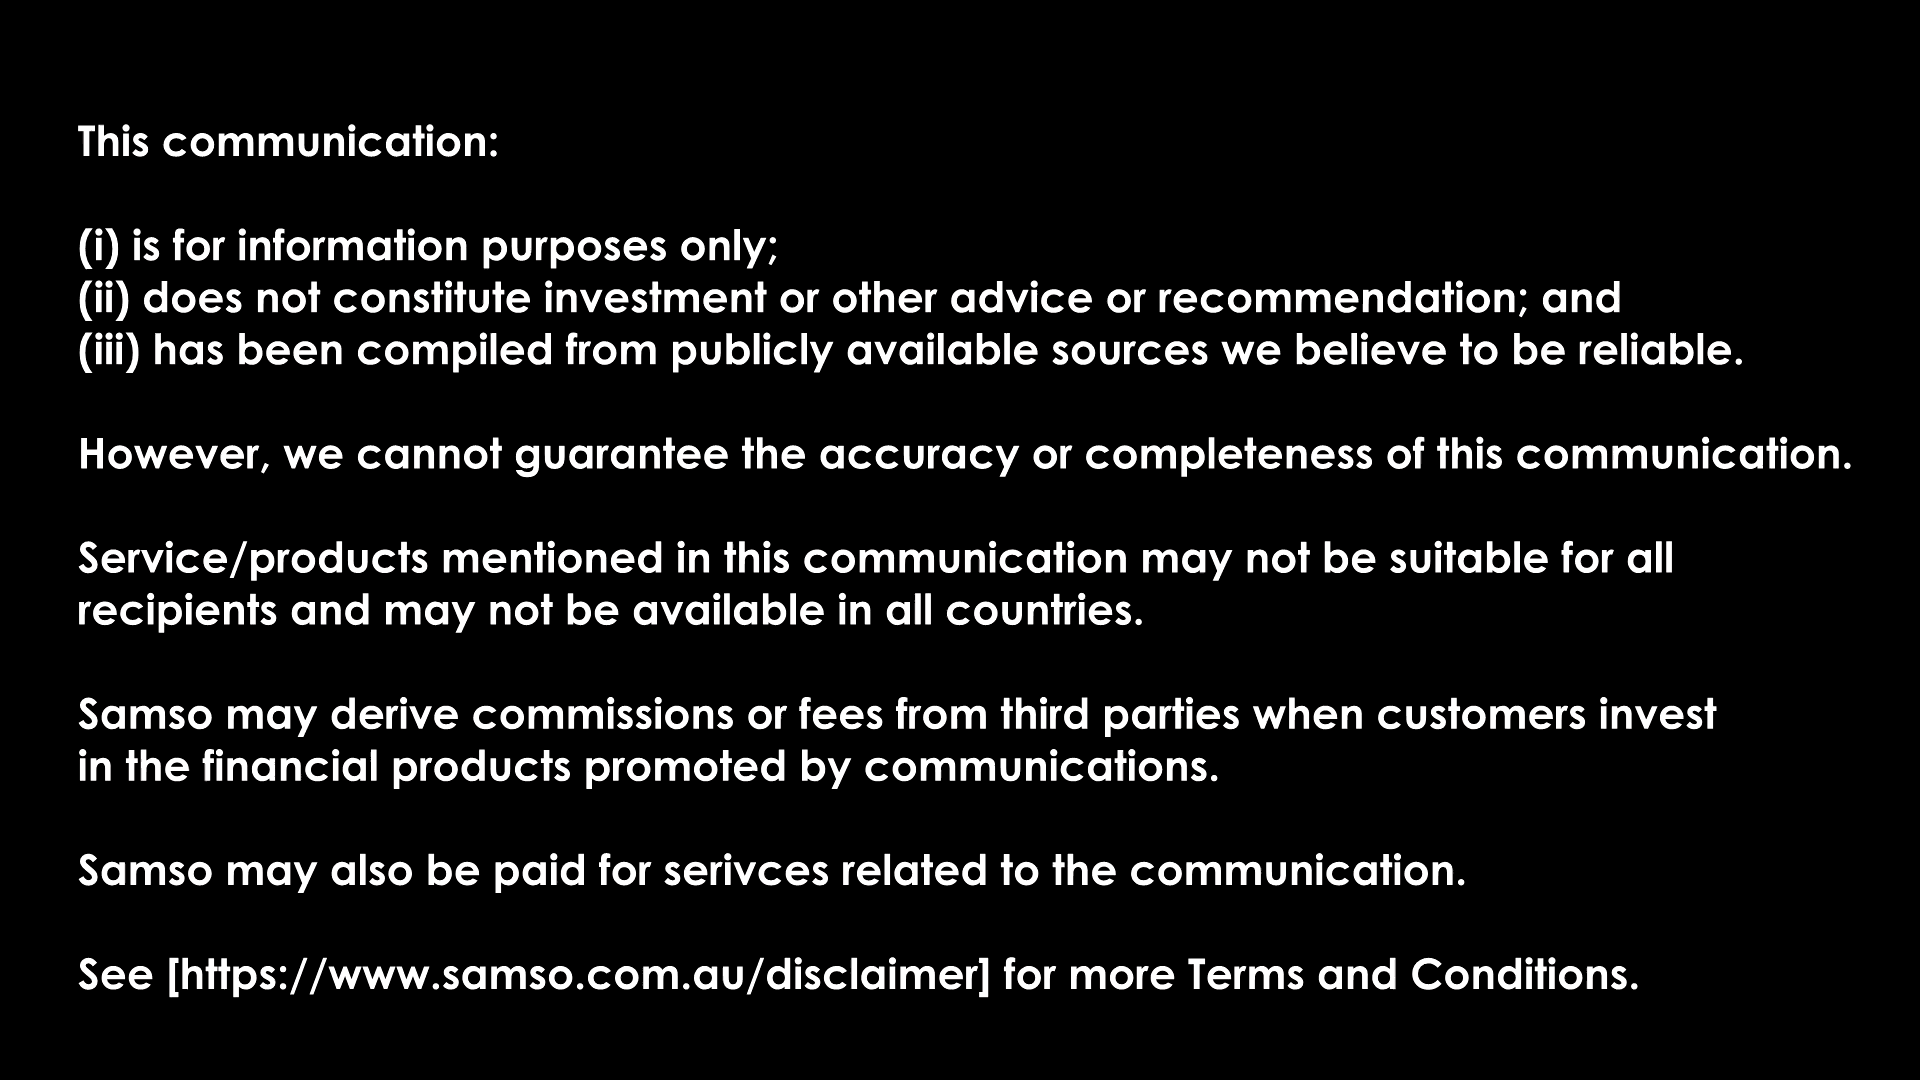 This communication:
(i) is for information purposes only;
(ii) does not constitute investment or other advice or recommendation; and
(iii) has been compiled from publicly available sources we believe to be reliable.
However, we cannot guarantee the accuracy or completeness of this communication.
Service/products mentioned in this communication may not be suitable for all
recipients and may not be available in all countries.
Samso may derive commissions or fees from third parties when customers invest
in the financial products promoted by communications.
Samso may also be paid for serivces related to the communication.
See [https://www.samso.com.au/disclaimer] for more Terms and Conditions.